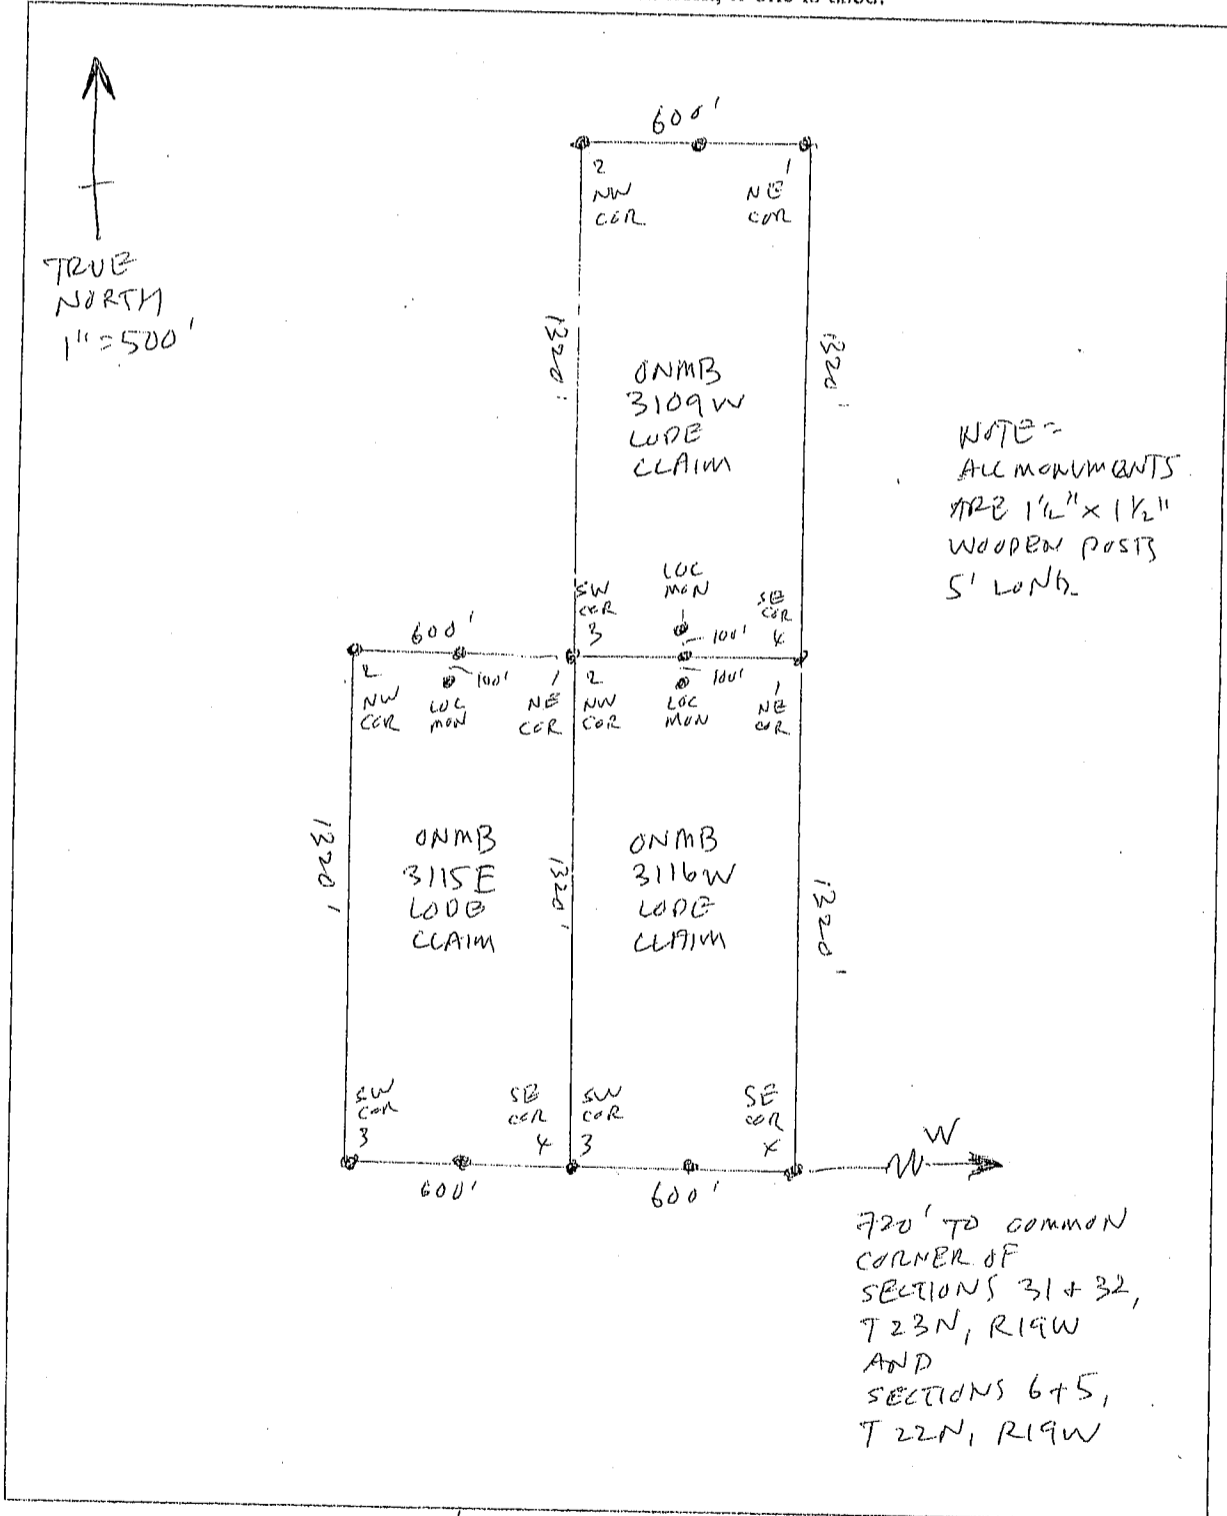 600'
2
NW
COR
1
NE
COR
TRUE
NORTH
1"=500'
1320'
1320'
ONMB
3109W
LODE
CLAIM
NOTE =
ALL MONUMENTS
ARE 1½" x 1½"
WOODEN POSTS
5' LONG.
SW
COR
3
LOC
MON
100'
SE
COR
4
600'
2
NW
COR
100'
LOC
MON
1
NE
COR
2
NW
COR
100'
LOC
MON
1
NE
COR
1320'
ONMB
3115E
LODE
CLAIM
1320'
ONMB
3116W
LODE
CLAIM
1320'
SW
COR
3
SE
COR
4
SW
COR
3
SE
COR
4
600'
600'
W
720' TO COMMON
CORNER OF
SECTIONS 31 + 32,
T 23N, R19W
AND
SECTIONS 6+5,
T 22N, R19W